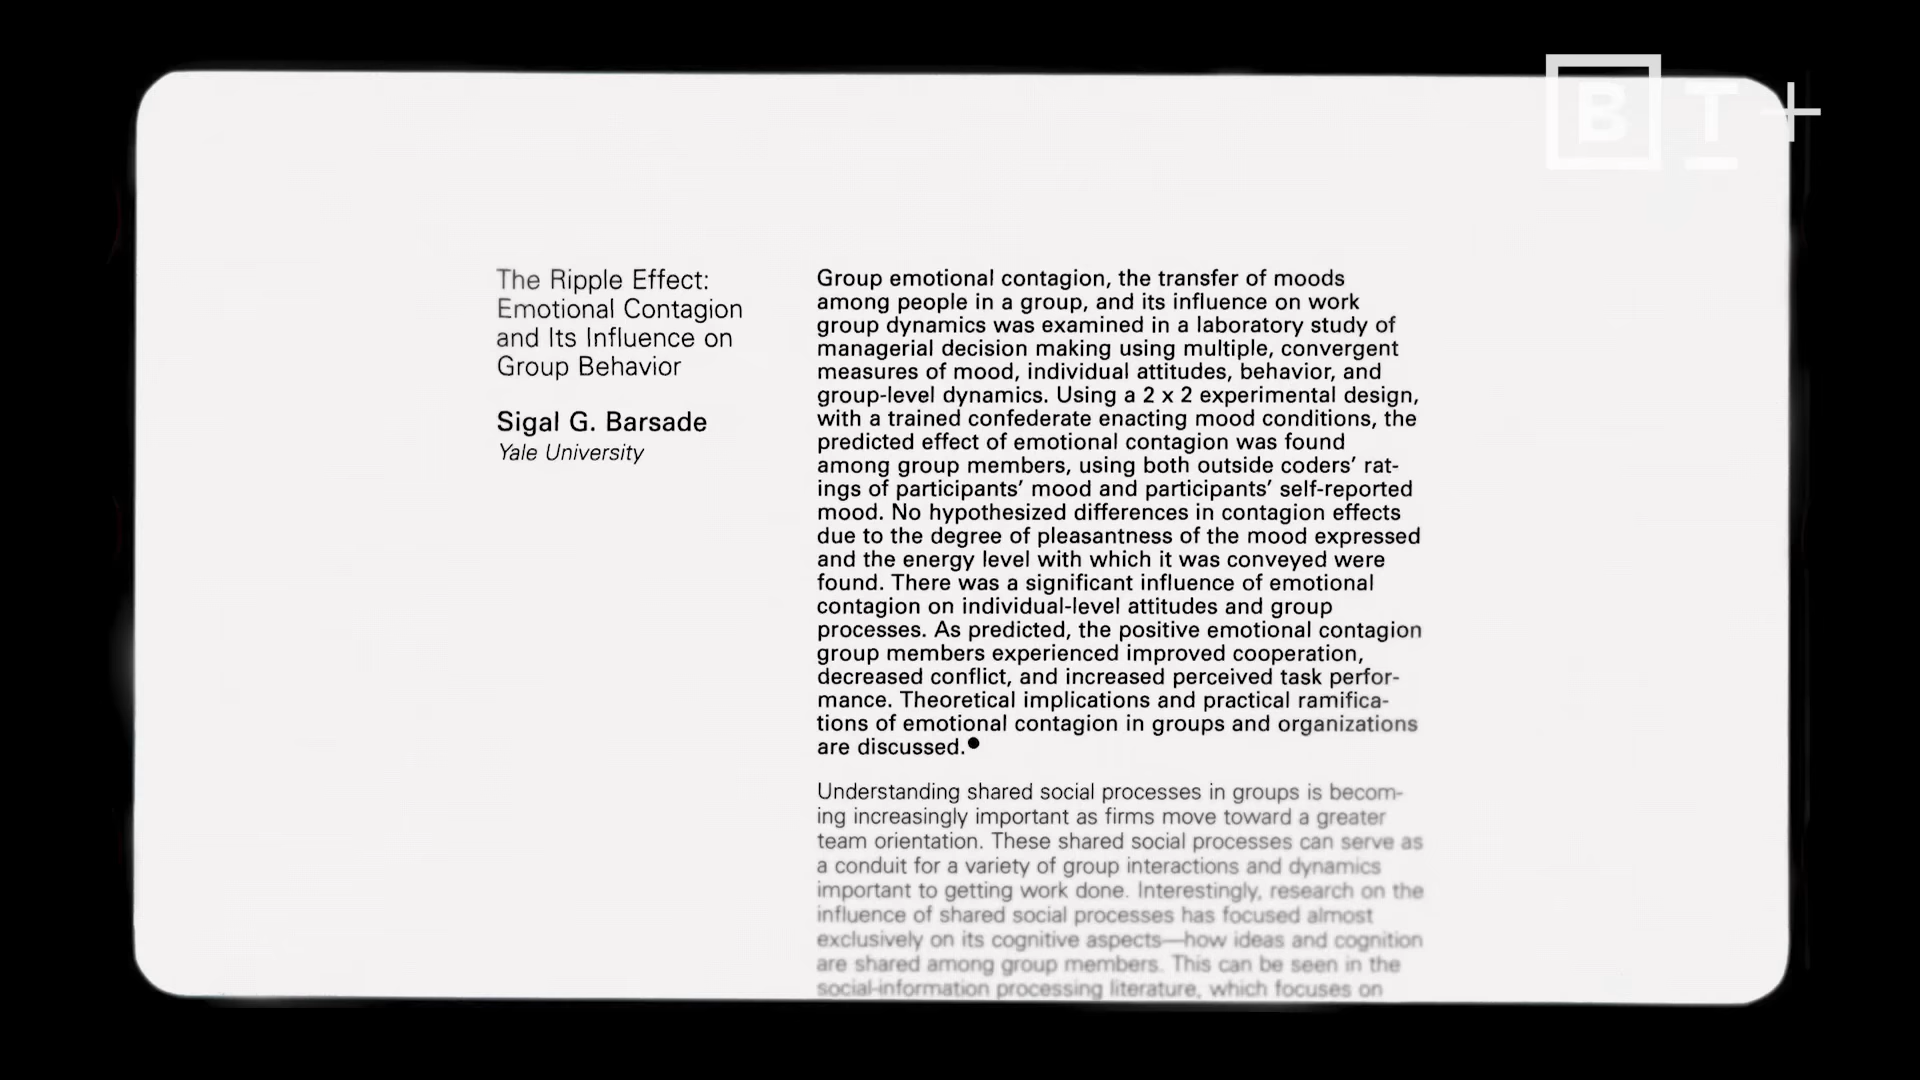 BT+
The Ripple Effect:
Emotional Contagion
and Its Influence on
Group Behavior
Sigal G. Barsade
Yale University
Group emotional contagion, the transfer of moods
among people in a group, and its influence on work
group dynamics was examined in a laboratory study of
managerial decision making using multiple, convergent
measures of mood, individual attitudes, behavior, and
group-level dynamics. Using a 2 x 2 experimental design,
with a trained confederate enacting mood conditions, the
predicted effect of emotional contagion was found
among group members, using both outside coders’ rat-
ings of participants’ mood and participants’ self-reported
mood. No hypothesized differences in contagion effects
due to the degree of pleasantness of the mood expressed
and the energy level with which it was conveyed were
found. There was a significant influence of emotional
contagion on individual-level attitudes and group
processes. As predicted, the positive emotional contagion
group members experienced improved cooperation,
decreased conflict, and increased perceived task perfor-
mance. Theoretical implications and practical ramifica-
tions of emotional contagion in groups and organizations
are discussed.●
Understanding shared social processes in groups is becom-
ing increasingly important as firms move toward a greater
team orientation. These shared social processes can serve as
a conduit for a variety of group interactions and dynamics
important to getting work done. Interestingly, research on the
influence of shared social processes has focused almost
exclusively on its cognitive aspects—how ideas and cognition
are shared among group members. This can be seen in the
social-information processing literature, which focuses on